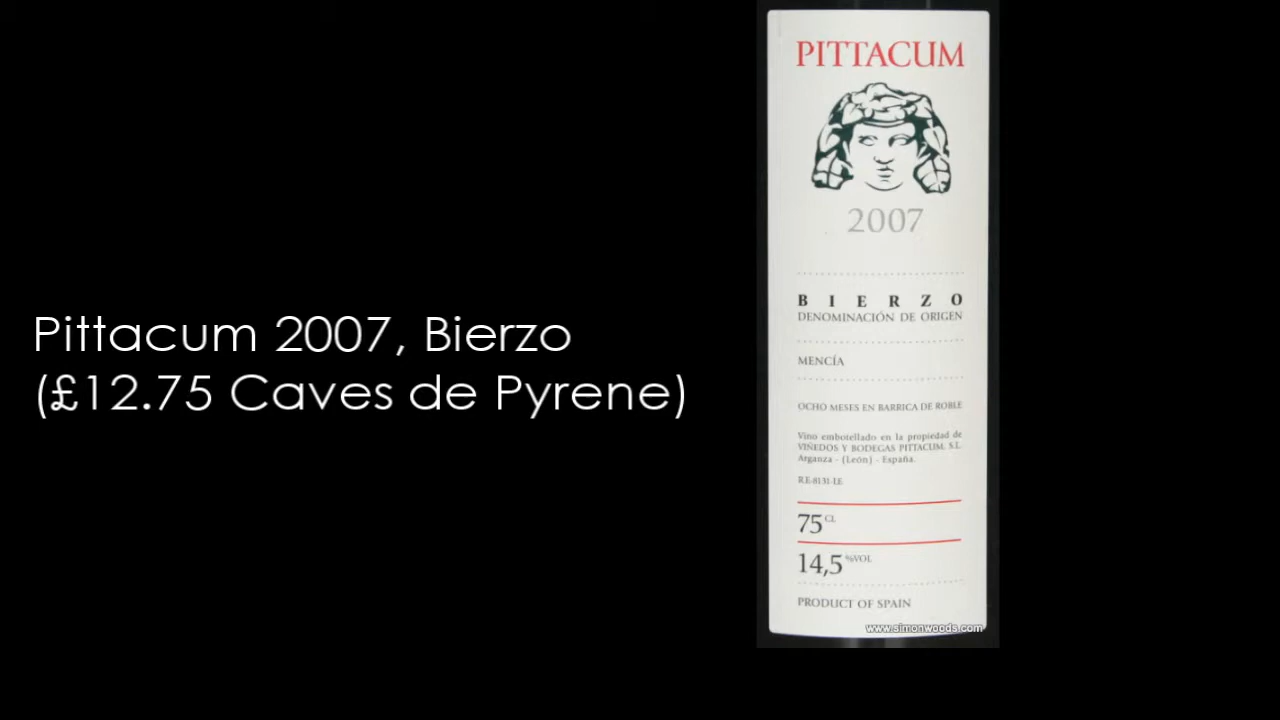 Pittacum 2007, Bierzo
(£12.75 Caves de Pyrene)
PITTACUM
2007
BIERZO
DENOMINACIÓN DE ORIGEN
MENCÍA
OCHO MESES EN BARRICA DE ROBLE
Vino embotellado en la propiedad de
VIÑEDOS Y BODEGAS PITTACUM, S.L.
Arganza - (León) - España.
R.E-8131-LE
75 CL
14,5 %VOL
PRODUCT OF SPAIN
www.simonwoods.com